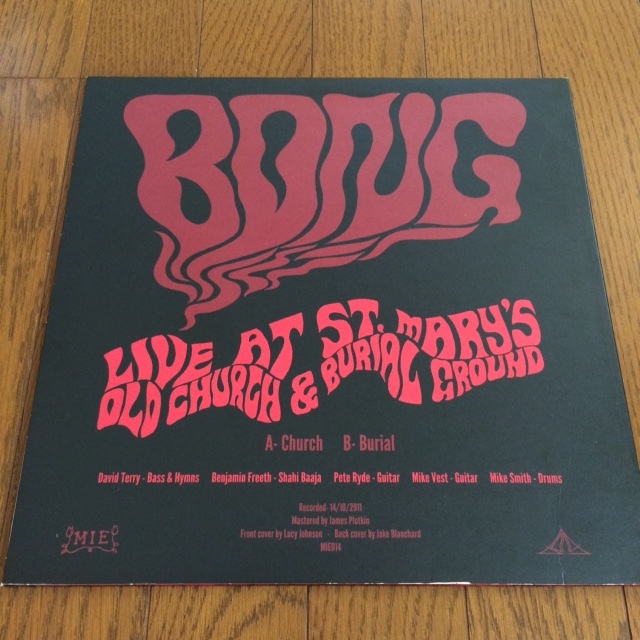 BONG
LIVE AT ST. MARY'S
OLD CHURCH & BURIAL GROUND
A- Church B- Burial
David Terry - Bass & Hymns Benjamin Freeth - Shahi Baaja Pete Ryde - Guitar Mike Vest - Guitar Mike Smith - Drums
Recorded- 14/10/2011
Mastered by James Plotkin
Front cover by Lucy Johnson - Back cover by Jake Blanchard
MIE014
MIE